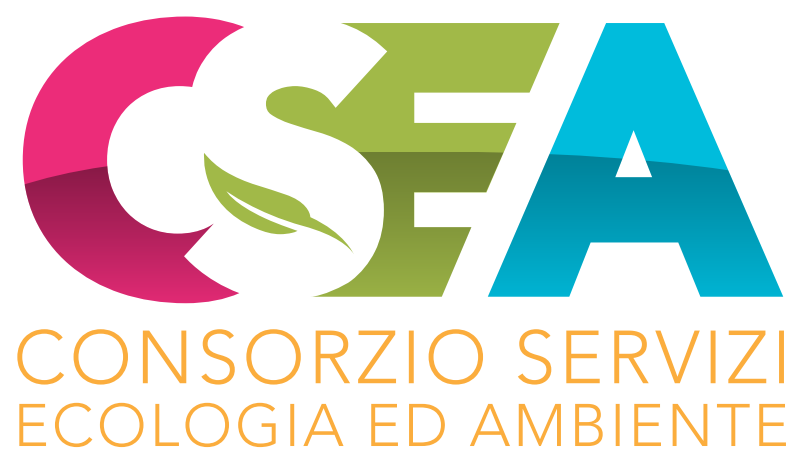 CSEA
CONSORZIO SERVIZI
ECOLOGIA ED AMBIENTE